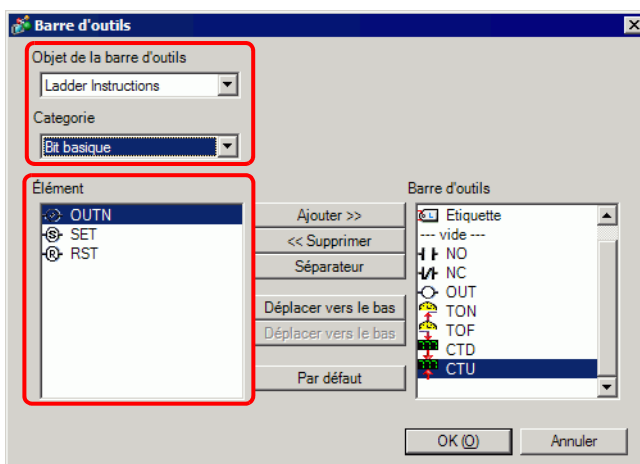 Barre d'outils
Objet de la barre d'outils
Ladder Instructions
Categorie
Bit basique
Élément
OUTN
SET
RST
Ajouter >>
<< Supprimer
Séparateur
Déplacer vers le bas
Déplacer vers le bas
Par défaut
Barre d'outils
Etiquette
--- vide ---
NO
NC
OUT
TON
TOF
CTD
CTU
OK (O)
Annuler